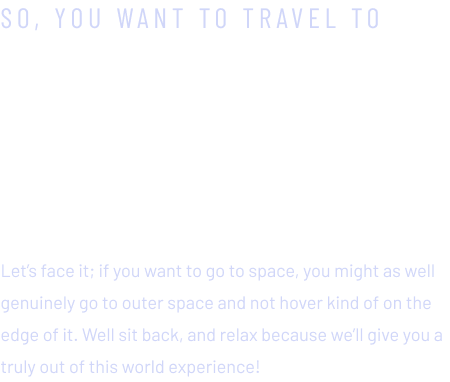 SO, YOU WANT TO TRAVEL TO
Let’s face it; if you want to go to space, you might as well
genuinely go to outer space and not hover kind of on the
edge of it. Well sit back, and relax because we’ll give you a
truly out of this world experience!